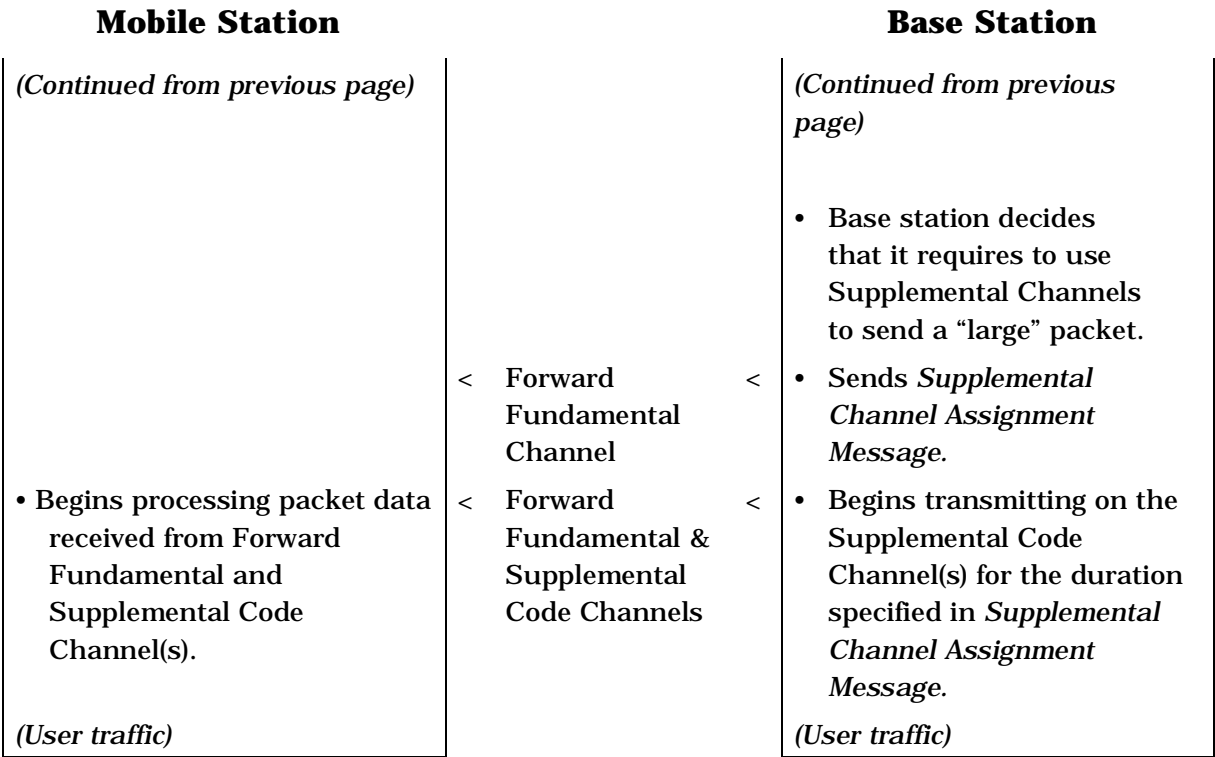 Mobile Station
Base Station
(Continued from previous page)
(Continued from previous
page)
• Base station decides
that it requires to use
Supplemental Channels
to send a “large” packet.
< Forward <
Fundamental
Channel
• Sends Supplemental
Channel Assignment
Message.
• Begins processing packet data
received from Forward
Fundamental and
Supplemental Code
Channel(s).
< Forward <
Fundamental &
Supplemental
Code Channels
• Begins transmitting on the
Supplemental Code
Channel(s) for the duration
specified in Supplemental
Channel Assignment
Message.
(User traffic)
(User traffic)